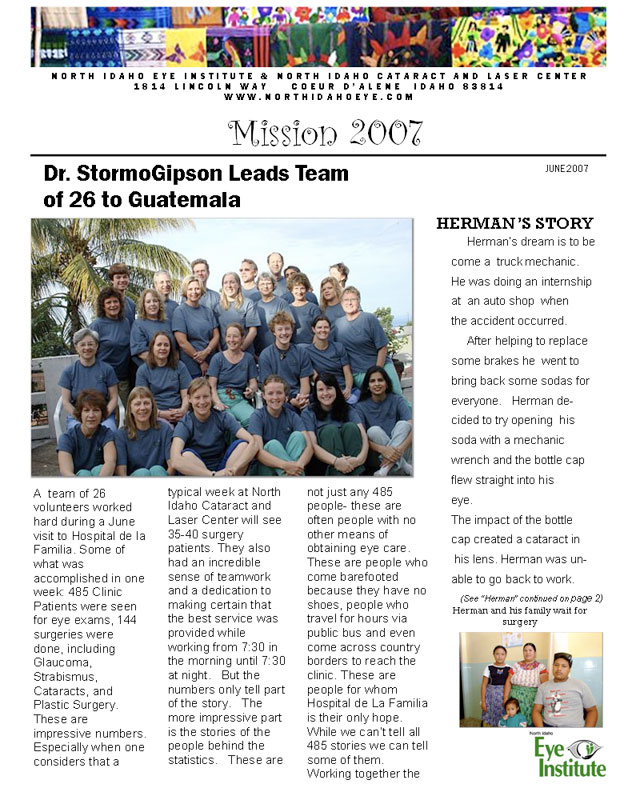 NORTH IDAHO EYE INSTITUTE & NORTH IDAHO CATARACT AND LASER CENTER
1814 LINCOLN WAY COEUR D'ALENE IDAHO 83814
WWW.NORTHIDAHOEYE.COM
Mission 2007
Dr. StormoGipson Leads Team
of 26 to Guatemala
JUNE2007
A team of 26
volunteers worked
hard during a June
visit to Hospital de la
Familia. Some of
what was
accomplished in one
week: 485 Clinic
Patients were seen
for eye exams, 144
surgeries were
done, including
Glaucoma,
Strabismus,
Cataracts, and
Plastic Surgery.
These are
impressive numbers.
Especially when one
considers that a
typical week at North
Idaho Cataract and
Laser Center will see
35-40 surgery
patients. They also
had an incredible
sense of teamwork
and a dedication to
making certain that
the best service was
provided while
working from 7:30 in
the morning until 7:30
at night. But the
numbers only tell part
of the story. The
more impressive part
is the stories of the
people behind the
statistics. These are
not just any 485
people- these are
often people with no
other means of
obtaining eye care.
These are people who
come barefooted
because they have no
shoes, people who
travel for hours via
public bus and even
come across country
borders to reach the
clinic. These are
people for whom
Hospital de La Familia
is their only hope.
While we can't tell all
485 stories we can tell
some of them.
Working together the
HERMAN'S STORY
Herman's dream is to be
come a truck mechanic.
He was doing an internship
at an auto shop when
the accident occurred.
After helping to replace
some brakes he went to
bring back some sodas for
everyone. Herman de-
cided to try opening his
soda with a mechanic
wrench and the bottle cap
flew straight into his
eye.
The impact of the bottle
cap created a cataract in
his lens. Herman was un-
able to go back to work.
(See "Herman" continued on page 2)
Herman and his family wait for
surgery
North Idaho
Eye
Institute